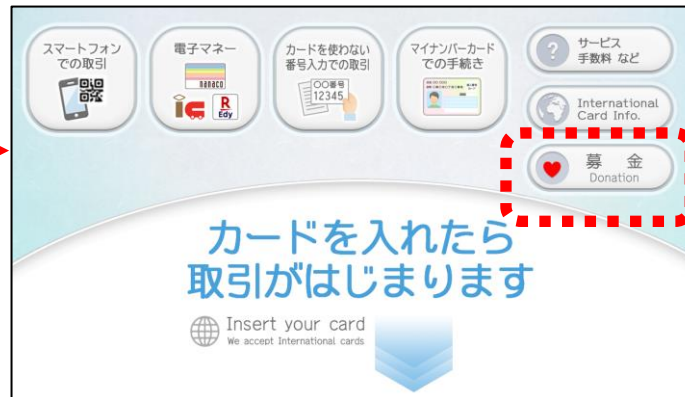 スマートフォン
での取引
電子マネー
nanaco
R
Edy
カードを使わない
番号入力での取引
〇〇番号
12345
マイナンバーカード
での手続き
? サービス
手数料 など
International
Card Info.
募 金
Donation
カードを入れたら
取引がはじまります
Insert your card
We accept International cards